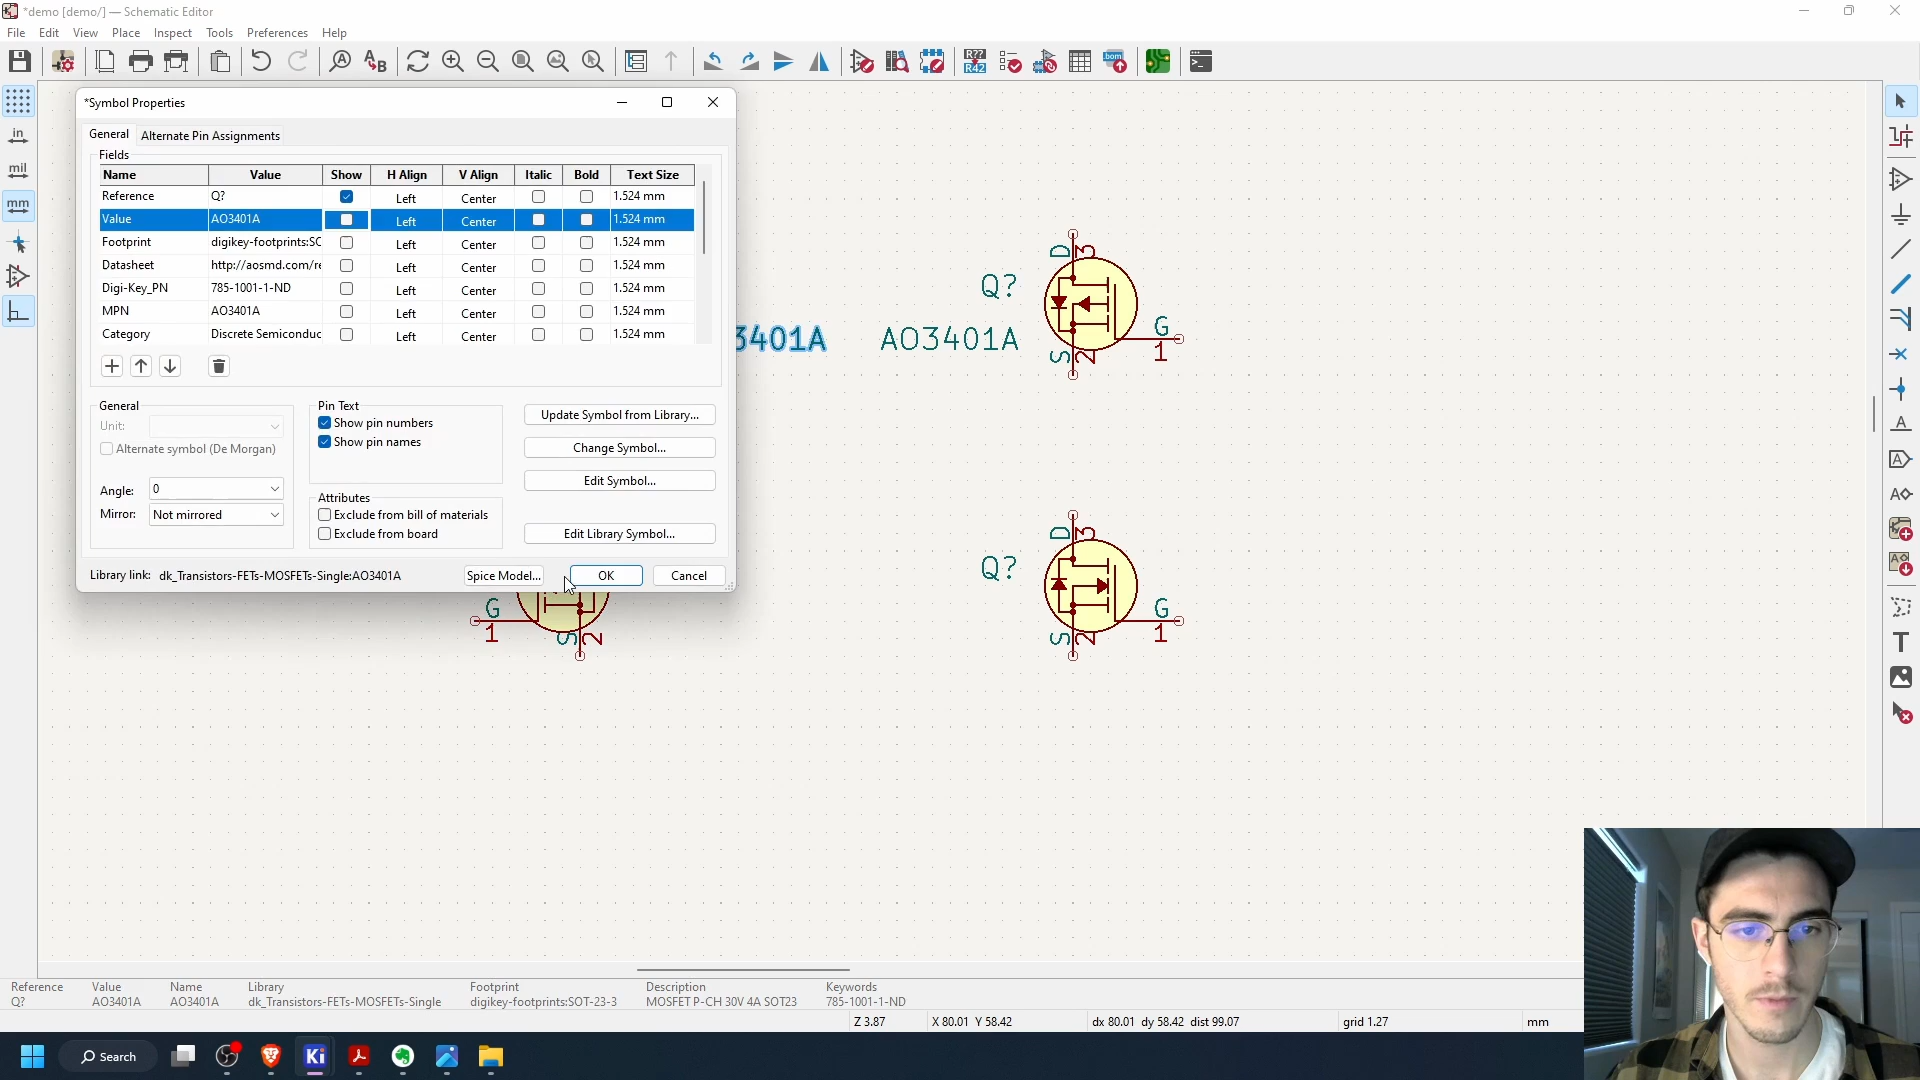 *demo [demo/] — Schematic Editor
File Edit View Place Inspect Tools Preferences Help
R??
R42
bom
in
mil
mm
*Symbol Properties
General Alternate Pin Assignments
Fields
Name Value Show H Align V Align Italic Bold Text Size
Reference Q? Left Center 1.524 mm
Value AO3401A Left Center 1.524 mm
Footprint digikey-footprints:SC Left Center 1.524 mm
Datasheet http://aosmd.com/re Left Center 1.524 mm
Digi-Key_PN 785-1001-1-ND Left Center 1.524 mm
MPN AO3401A Left Center 1.524 mm
Category Discrete Semiconduc Left Center 1.524 mm
General
Unit:
Alternate symbol (De Morgan)
Angle: 0
Mirror: Not mirrored
Pin Text
Show pin numbers
Show pin names
Attributes
Exclude from bill of materials
Exclude from board
Update Symbol from Library...
Change Symbol...
Edit Symbol...
Edit Library Symbol...
Library link: dk_Transistors-FETs-MOSFETs-Single:AO3401A
Spice Model... OK Cancel
3401A
Q?
AO3401A
D
3
G
1
S
2
G
1
S
2
Q?
D
3
G
1
S
2
Reference Value Name Library Footprint Description Keywords
Q? AO3401A AO3401A dk_Transistors-FETs-MOSFETs-Single digikey-footprints:SOT-23-3 MOSFET P-CH 30V 4A SOT23 785-1001-1-ND
Z 3.87 X 80.01 Y 58.42 dx 80.01 dy 58.42 dist 99.07 grid 1.27 mm
Search
Ki